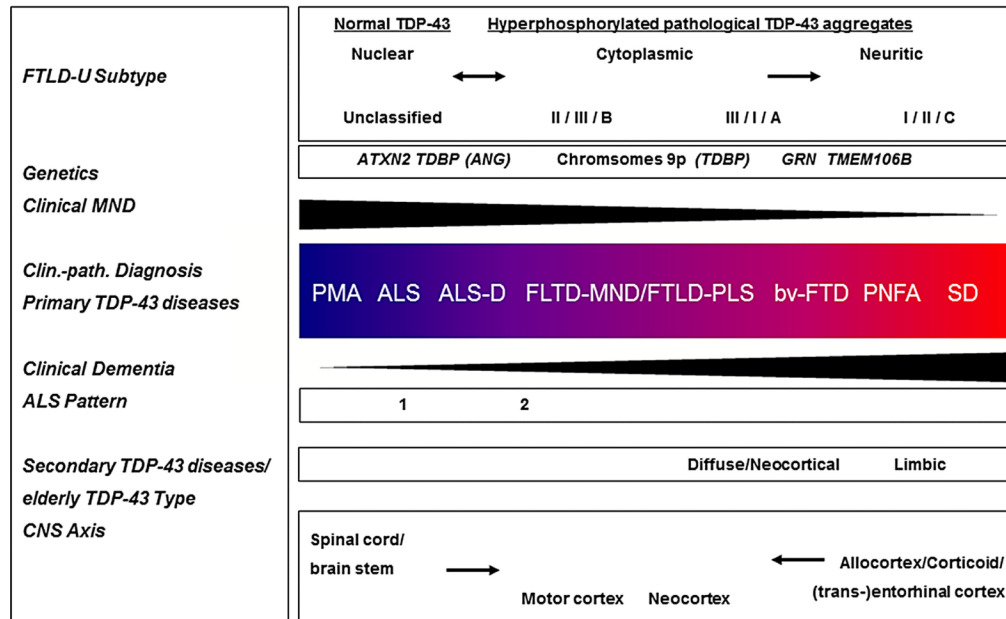 Normal TDP-43 Hyperphosphorylated pathological TDP-43 aggregates
Nuclear Cytoplasmic Neuritic
FTLD-U Subtype
Unclassified II / III / B III / I / A I / II / C
ATXN2 TDBP (ANG) Chromsomes 9p (TDBP) GRN TMEM106B
Genetics
Clinical MND
Clin.-path. Diagnosis
PMA ALS ALS-D FLTD-MND/FTLD-PLS bv-FTD PNFA SD
Primary TDP-43 diseases
Clinical Dementia
ALS Pattern
1 2
Secondary TDP-43 diseases/
Diffuse/Neocortical Limbic
elderly TDP-43 Type
CNS Axis
Spinal cord/
brain stem
Allocortex/Corticoid/
(trans-)entorhinal cortex
Motor cortex Neocortex